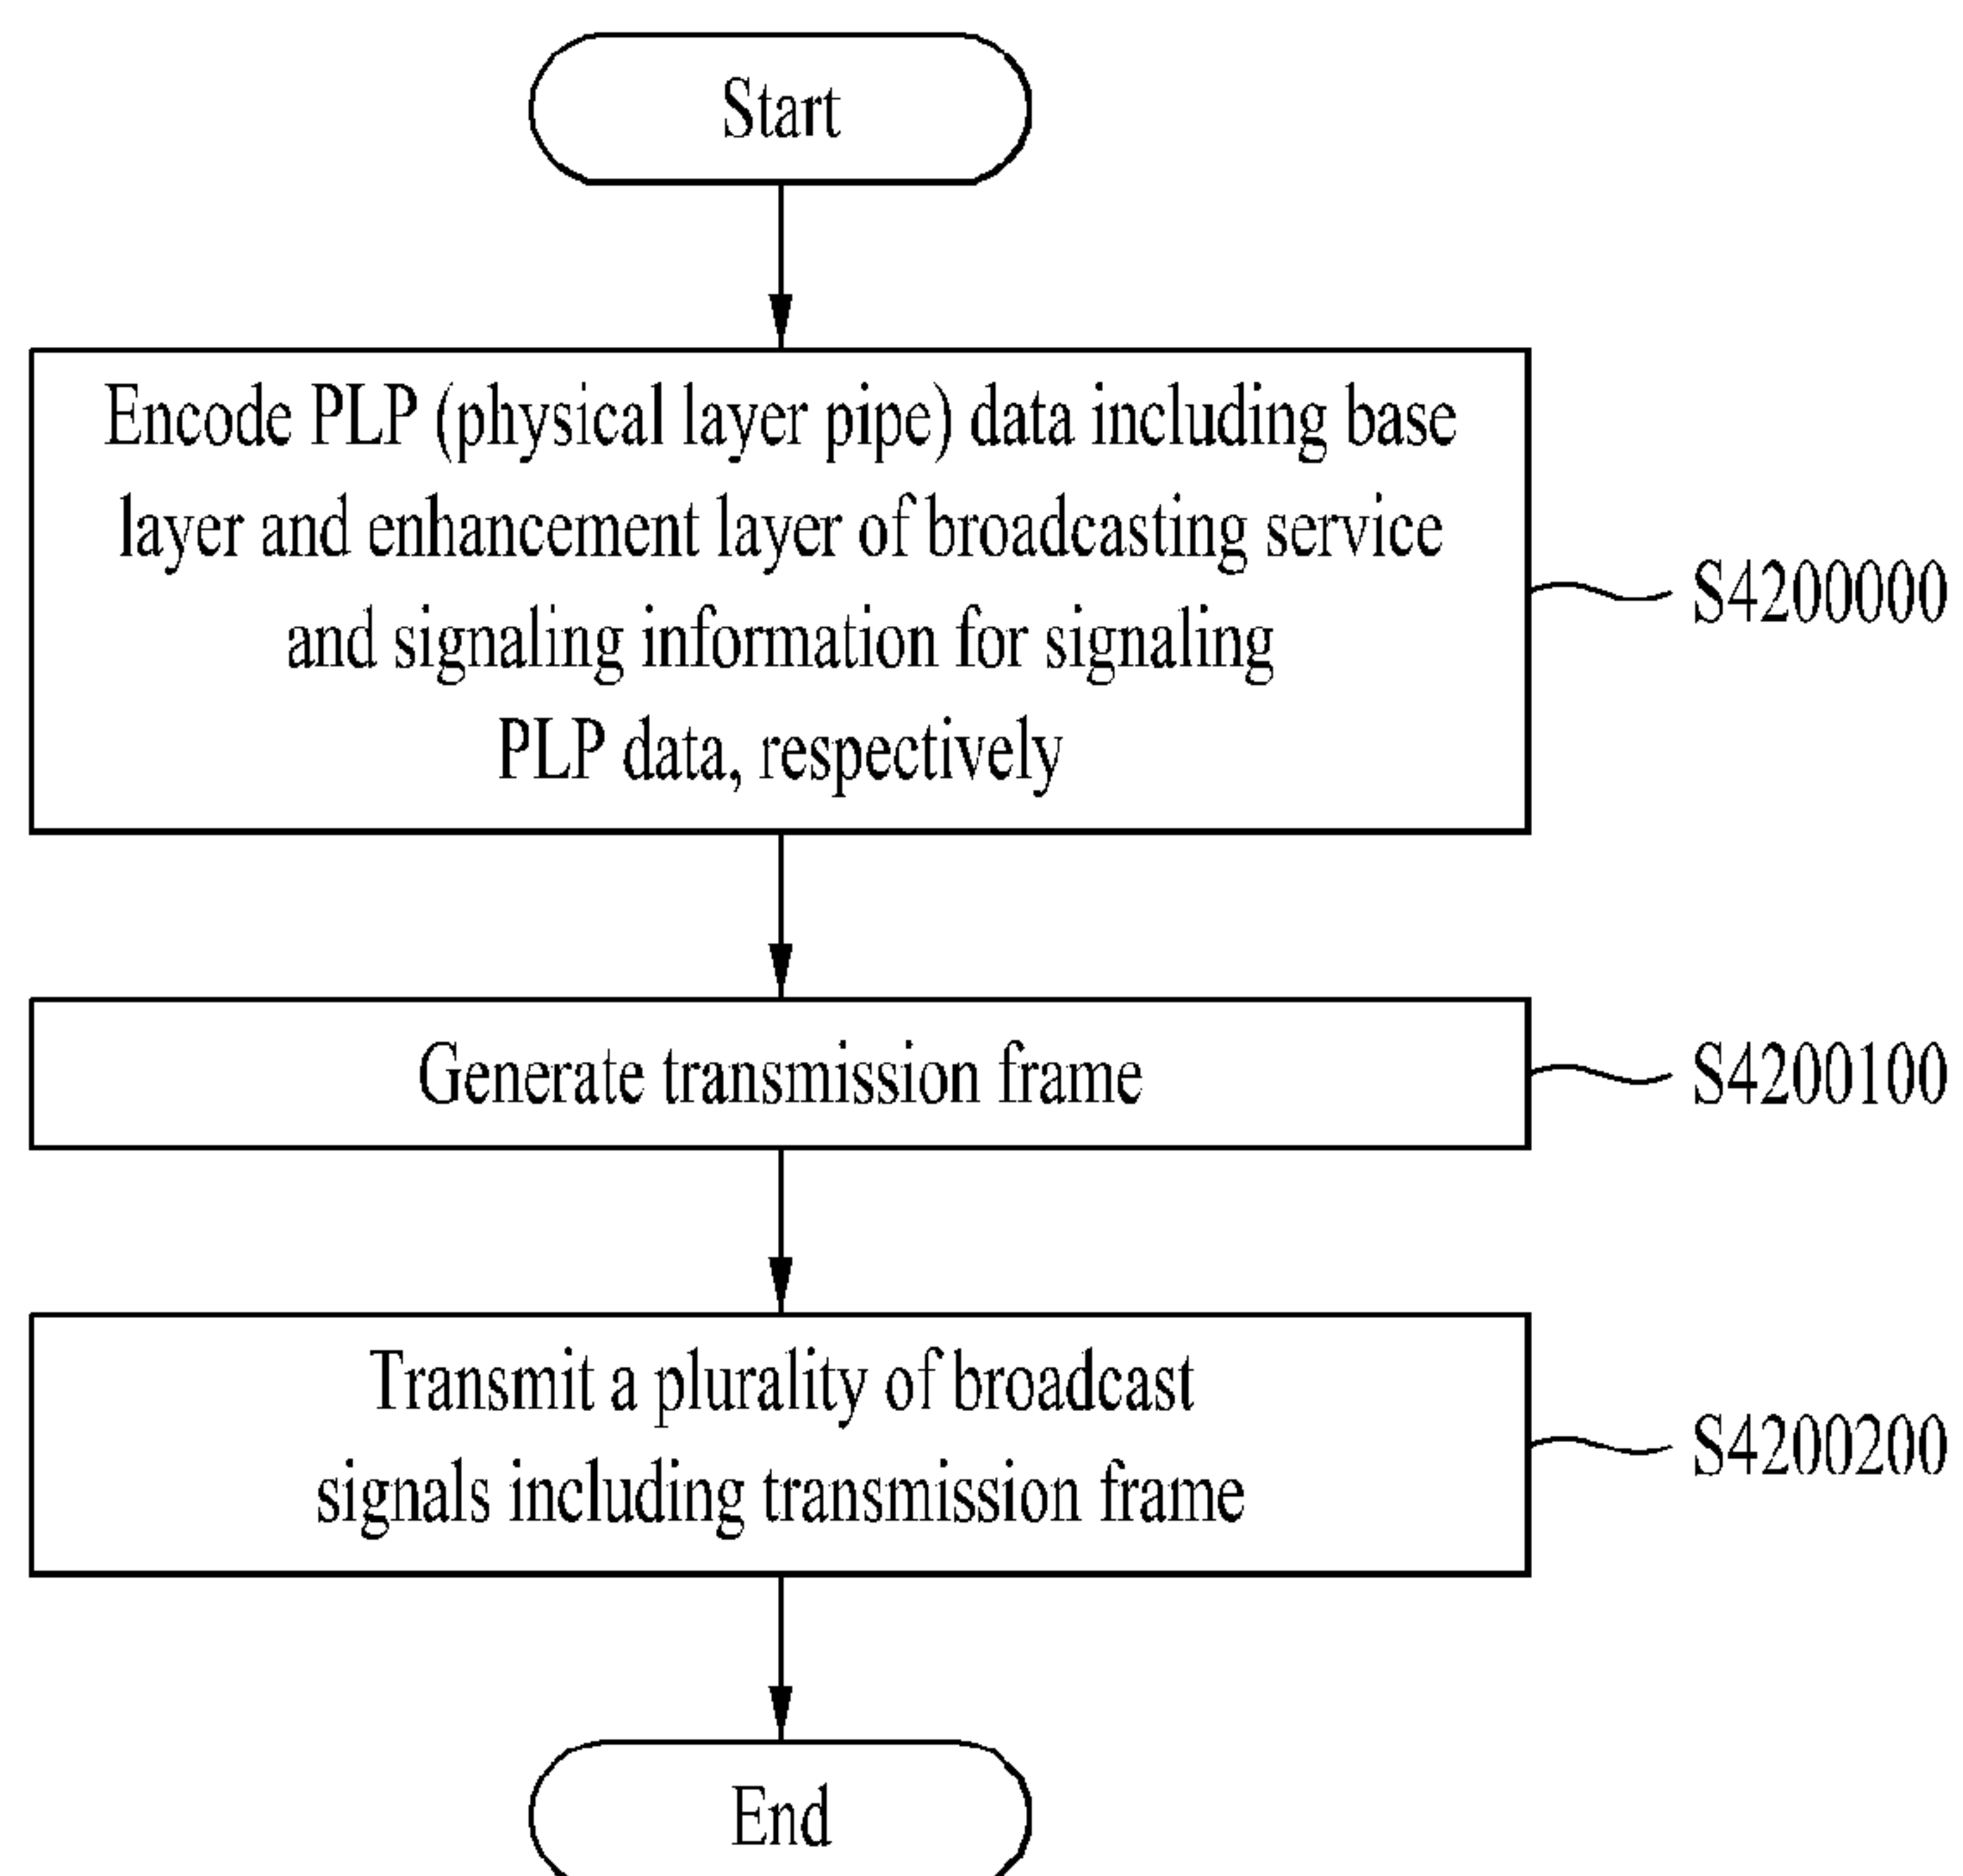 Start
Encode PLP (physical layer pipe) data including base
layer and enhancement layer of broadcasting service
and signaling information for signaling
PLP data, respectively
S4200000
Generate transmission frame
S4200100
Transmit a plurality of broadcast
signals including transmission frame
S4200200
End